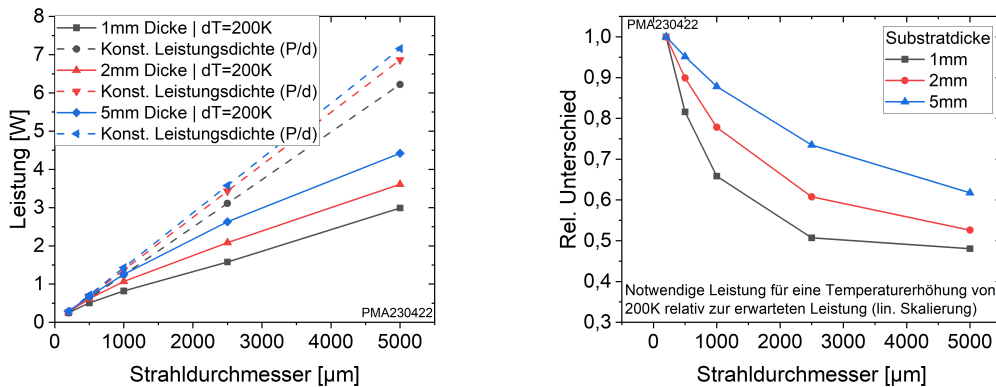 8
7
6
5
4
3
2
1
0
Leistung [W]
1mm Dicke | dT=200K
Konst. Leistungsdichte (P/d)
2mm Dicke | dT=200K
Konst. Leistungsdichte (P/d)
5mm Dicke | dT=200K
Konst. Leistungsdichte (P/d)
PMA230422
0 1000 2000 3000 4000 5000
Strahldurchmesser [µm]
PMA230422
1,0
0,9
0,8
0,7
0,6
0,5
0,4
0,3
Rel. Unterschied
Substratdicke
1mm
2mm
5mm
Notwendige Leistung für eine Temperaturerhöhung von
200K relativ zur erwarteten Leistung (lin. Skalierung)
0 1000 2000 3000 4000 5000
Strahldurchmesser [µm]